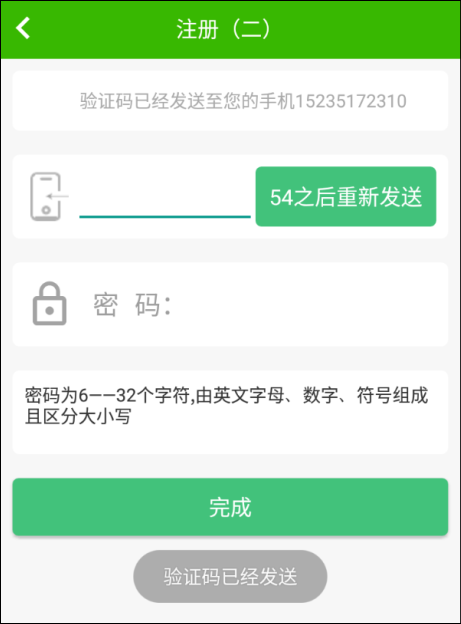 注册（二）
验证码已经发送至您的手机15235172310
54之后重新发送
密 码：
密码为6——32个字符,由英文字母、数字、符号组成
且区分大小写
完成
验证码已经发送